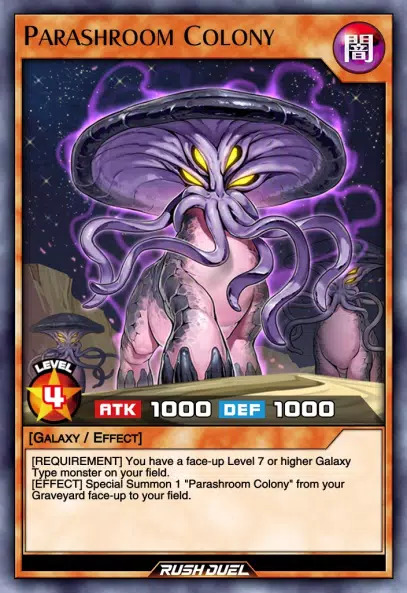 Parashroom Colony
闇
LEVEL
4
ATK 1000 DEF 1000
[Galaxy / Effect]
[REQUIREMENT] You have a face-up Level 7 or higher Galaxy
Type monster on your field.
[EFFECT] Special Summon 1 "Parashroom Colony" from your
Graveyard face-up to your field.
RUSH DUEL